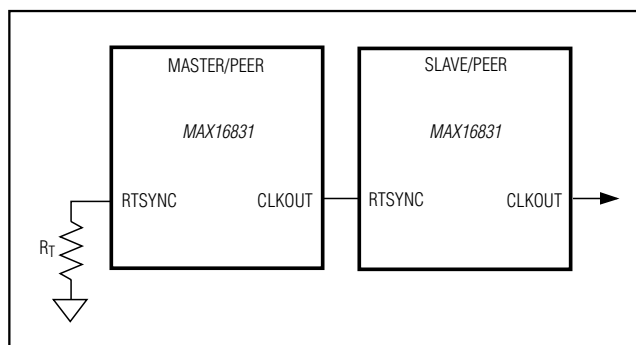 MASTER/PEER
MAX16831
RTSYNC
CLKOUT
RT
SLAVE/PEER
MAX16831
RTSYNC
CLKOUT